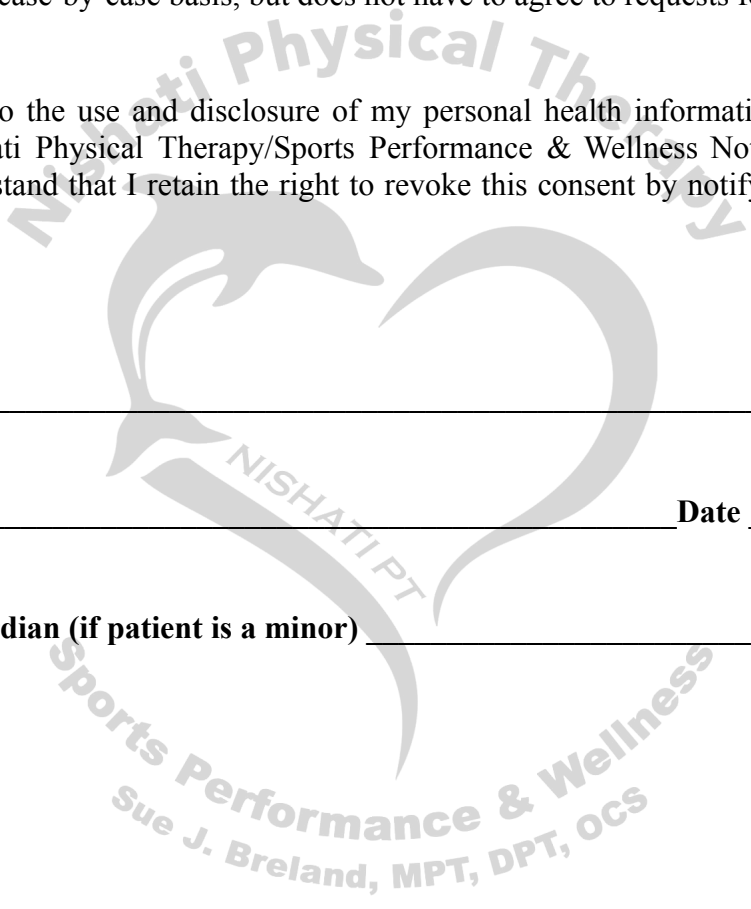 case-by-case basis, but does not have to agree to requests
Nishati Physical Therapy
o the use and disclosure of my personal health informati
ati Physical Therapy/Sports Performance & Wellness Not
stand that I retain the right to revoke this consent by notify
NISHATI PT
Date
dian (if patient is a minor)
Sports Performance & Wellness
Sue J. Breland, MPT, DPT, OCS